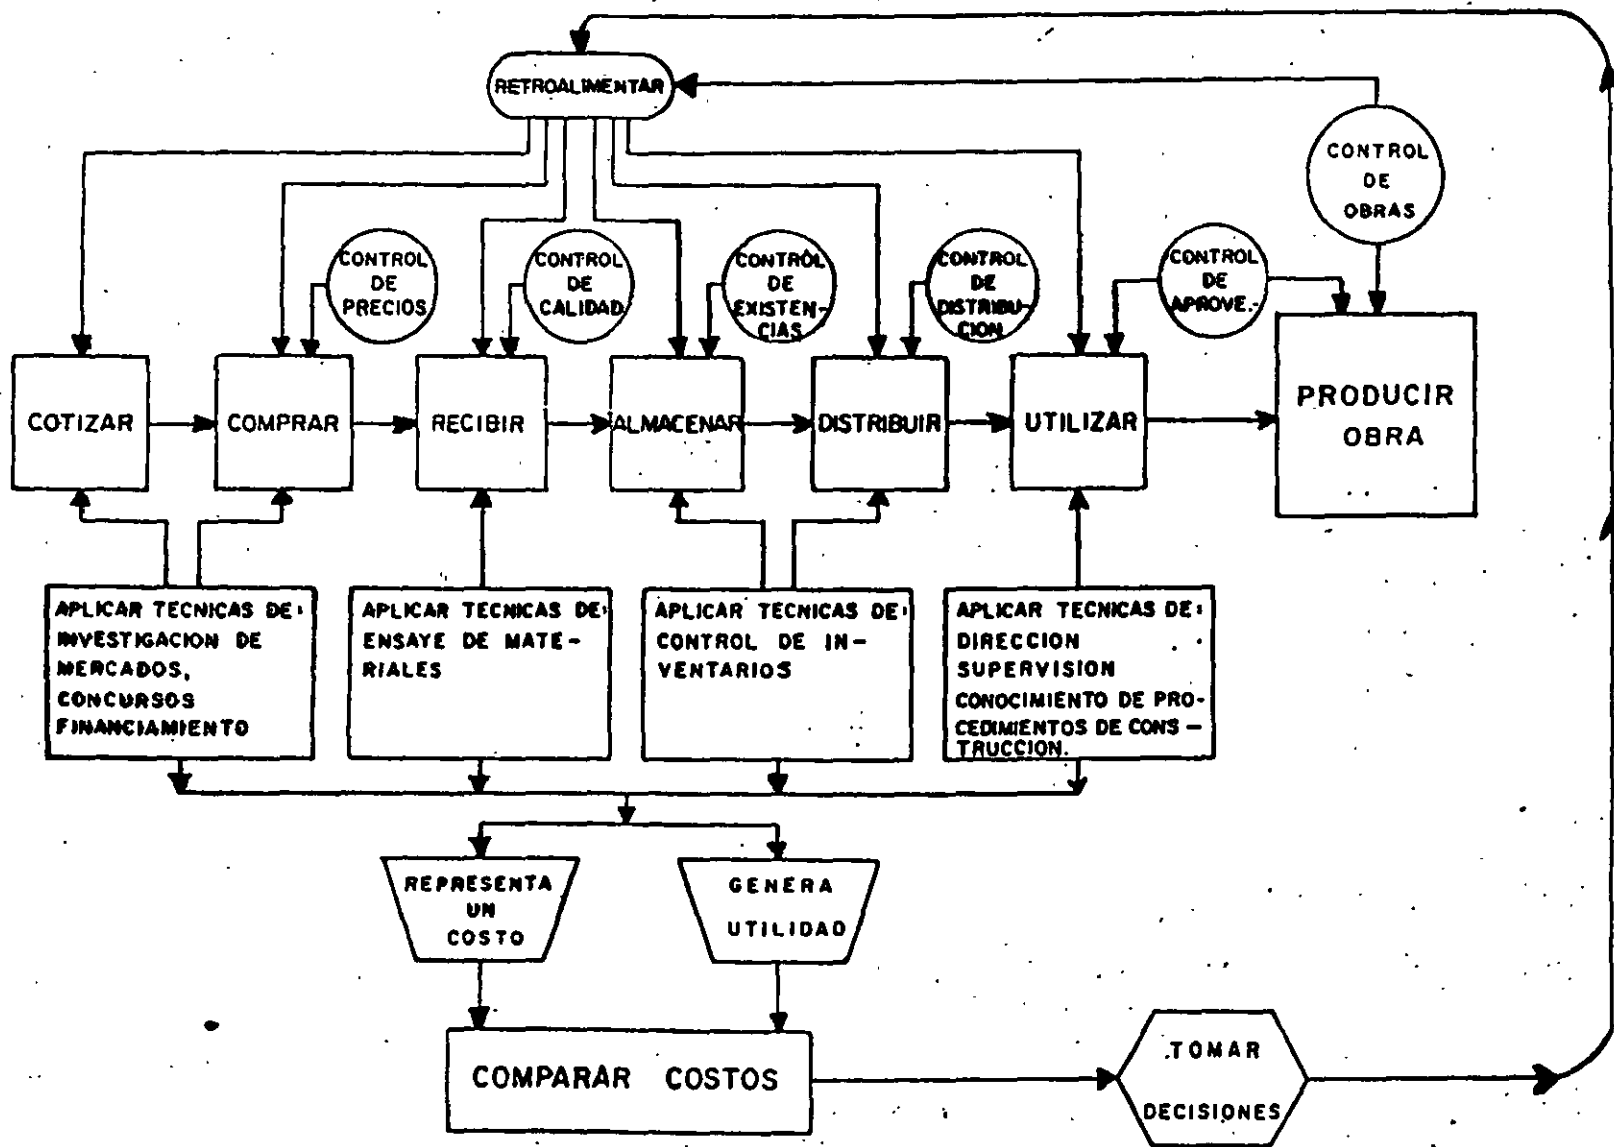 RETROALIMENTAR
CONTROL
DE
OBRAS
CONTROL
DE
PRECIOS
CONTROL
DE
CALIDAD
CONTROL
DE
EXISTEN-
CIAS
CONTROL
DE
DISTRIBU-
CION
CONTROL
DE
APROVE.-
COTIZAR
COMPRAR
RECIBIR
ALMACENAR
DISTRIBUIR
UTILIZAR
PRODUCIR
OBRA
APLICAR TECNICAS DE:
INVESTIGACION DE
MERCADOS,
CONCURSOS
FINANCIAMIENTO
APLICAR TECNICAS DE:
ENSAYE DE MATE-
RIALES
APLICAR TECNICAS DE:
CONTROL DE IN-
VENTARIOS
APLICAR TECNICAS DE:
DIRECCION
SUPERVISION
CONOCIMIENTO DE PRO-
CEDIMIENTOS DE CONS-
TRUCCION.
REPRESENTA
UN
COSTO
GENERA
UTILIDAD
COMPARAR COSTOS
TOMAR
DECISIONES